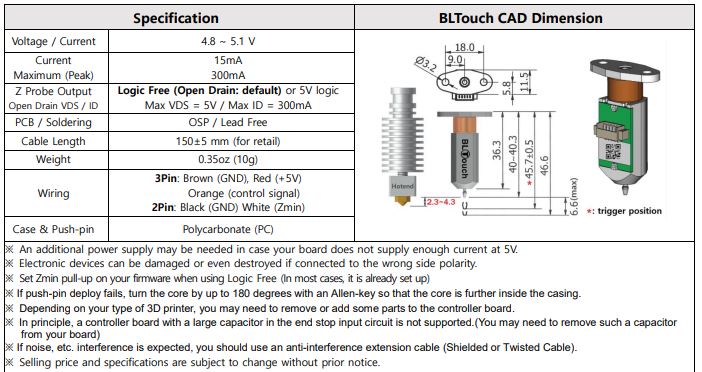 Specification
BLTouch CAD Dimension
Voltage / Current
4.8 ~ 5.1 V
Current
15mA
Maximum (Peak)
300mA
Z Probe Output
Logic Free (Open Drain: default) or 5V logic
Open Drain VDS / ID
Max VDS = 5V / Max ID = 300mA
PCB / Soldering
OSP / Lead Free
Cable Length
150±5 mm (for retail)
Weight
0.35oz (10g)
Wiring
3Pin: Brown (GND), Red (+5V)
Orange (control signal)
2Pin: Black (GND) White (Zmin)
Case & Push-pin
Polycarbonate (PC)
18.0
9.0
Ø3.2
5.8
11.5
BLTouch
Hotend
2.3~4.3
36.3
40~40.3
*45.7±0.5
46.6
6.6(max)
*: trigger position
※ An additional power supply may be needed in case your board does not supply enough current at 5V.
※ Electronic devices can be damaged or even destroyed if connected to the wrong side polarity.
※ Set Zmin pull-up on your firmware when using Logic Free (In most cases, it is already set up)
※ If push-pin deploy fails, turn the core by up to 180 degrees with an Allen-key so that the core is further inside the casing.
※ Depending on your type of 3D printer, you may need to remove or add some parts to the controller board.
※ In principle, a controller board with a large capacitor in the end stop input circuit is not supported.(You may need to remove such a capacitor
from your board)
※ If noise, etc. interference is expected, you should use an anti-interference extension cable (Shielded or Twisted Cable).
※ Selling price and specifications are subject to change without prior notice.